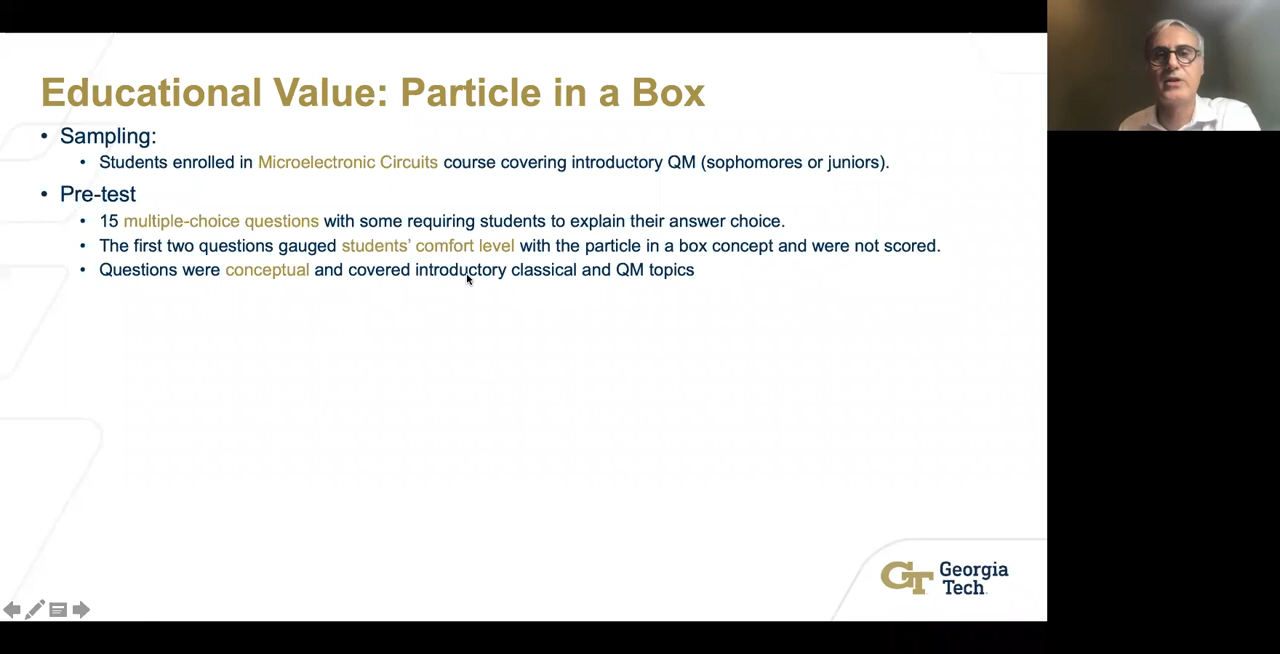 Educational Value: Particle in a Box
• Sampling:
• Students enrolled in Microelectronic Circuits course covering introductory QM (sophomores or juniors).
• Pre-test
• 15 multiple-choice questions with some requiring students to explain their answer choice.
• The first two questions gauged students' comfort level with the particle in a box concept and were not scored.
• Questions were conceptual and covered introductory classical and QM topics
GT Georgia
Tech